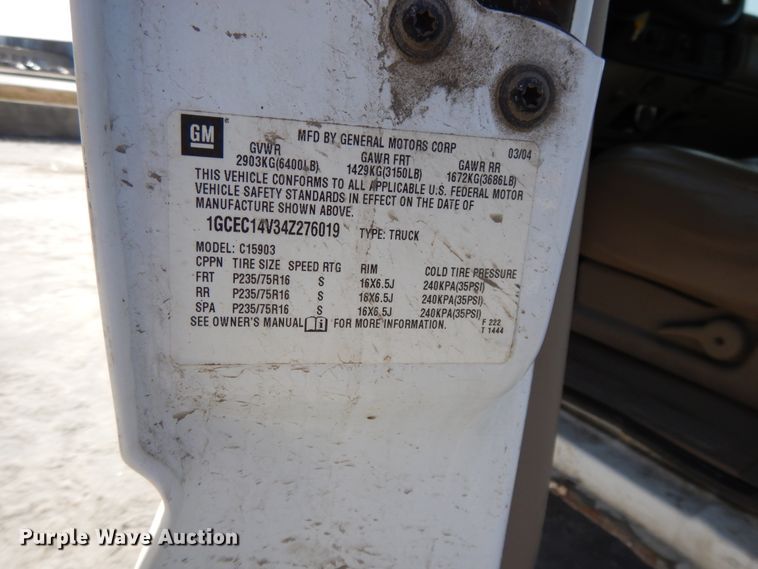 GM®
MFD BY GENERAL MOTORS CORP 03/04
GVWR GAWR FRT GAWR RR
2903KG(6400LB) 1429KG(3150LB) 1672KG(3686LB)
THIS VEHICLE CONFORMS TO ALL APPLICABLE U.S. FEDERAL MOTOR
VEHICLE SAFETY STANDARDS IN EFFECT ON THE DATE OF
MANUFACTURE SHOWN ABOVE.
1GCEC14V34Z276019 TYPE: TRUCK
MODEL: C15903
CPPN TIRE SIZE SPEED RTG RIM COLD TIRE PRESSURE
FRT P235/75R16 S 16X6.5J 240KPA(35PSI)
RR P235/75R16 S 16X6.5J 240KPA(35PSI)
SPA P235/75R16 S 16X6.5J 240KPA(35PSI)
SEE OWNER'S MANUAL FOR MORE INFORMATION.
F 222
T 1444
Purple Wave Auction